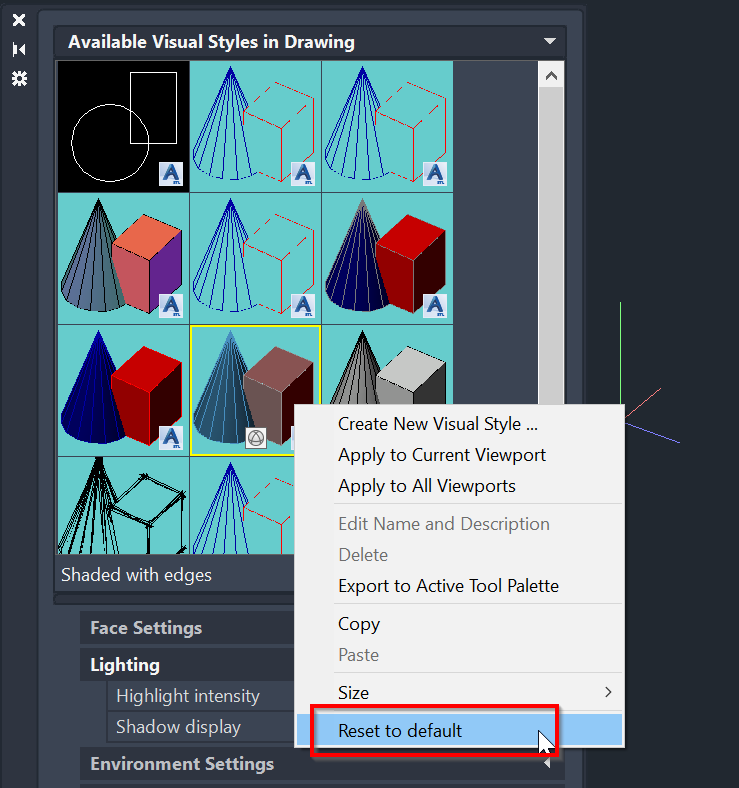 Available Visual Styles in Drawing
Create New Visual Style ...
Apply to Current Viewport
Apply to All Viewports
Edit Name and Description
Delete
Export to Active Tool Palette
Copy
Paste
Size
Reset to default
Shaded with edges
Face Settings
Lighting
Highlight intensity
Shadow display
Environment Settings